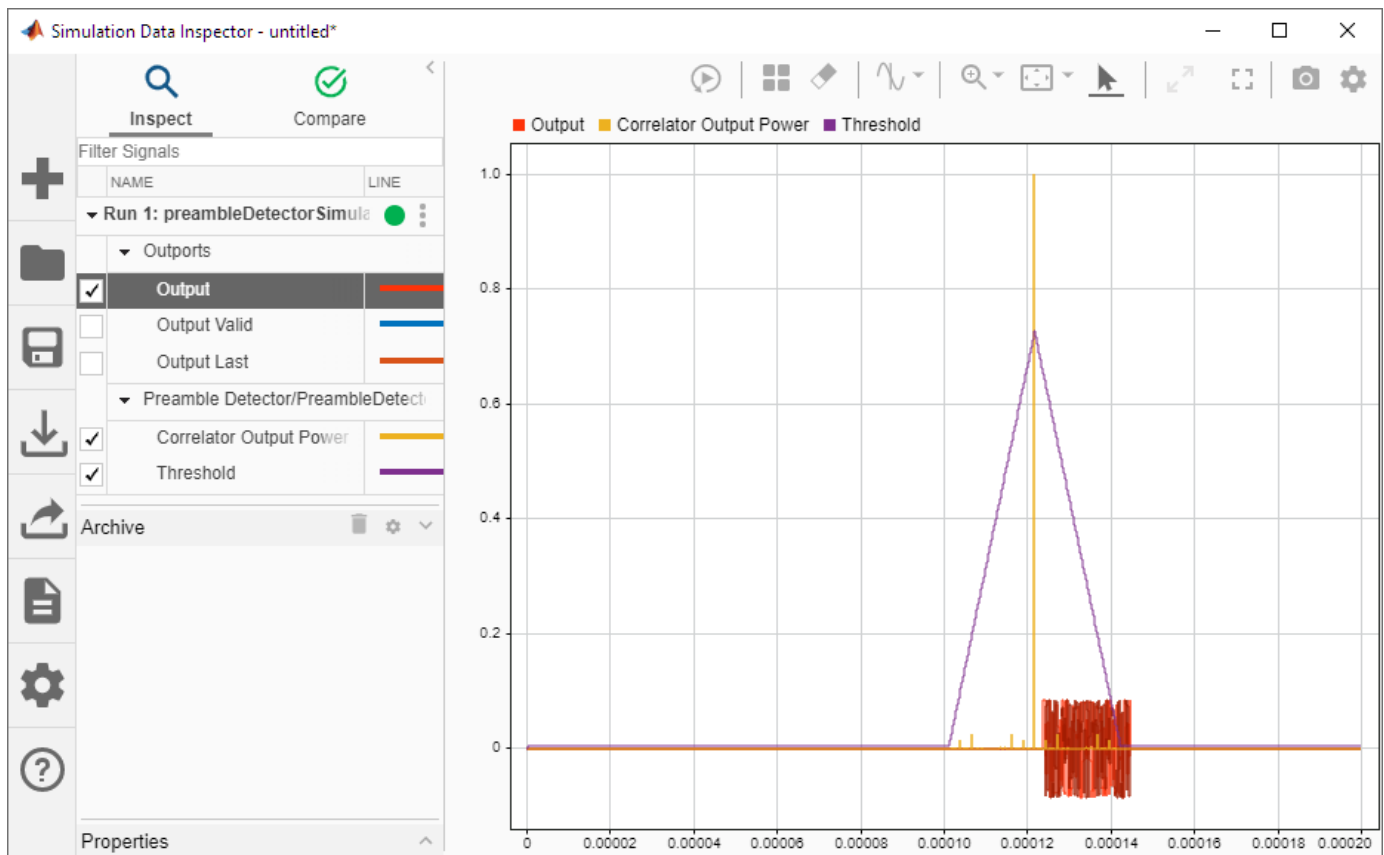 Simulation Data Inspector - untitled*
Inspect
Compare
Filter Signals
NAME
LINE
Run 1: preambleDetectorSimula
Outports
Output
Output Valid
Output Last
Preamble Detector/PreambleDetect
Correlator Output Power
Threshold
Archive
Properties
Output
Correlator Output Power
Threshold
1.0
0.8
0.6
0.4
0.2
0
0 0.00002 0.00004 0.00006 0.00008 0.00010 0.00012 0.00014 0.00016 0.00018 0.00020